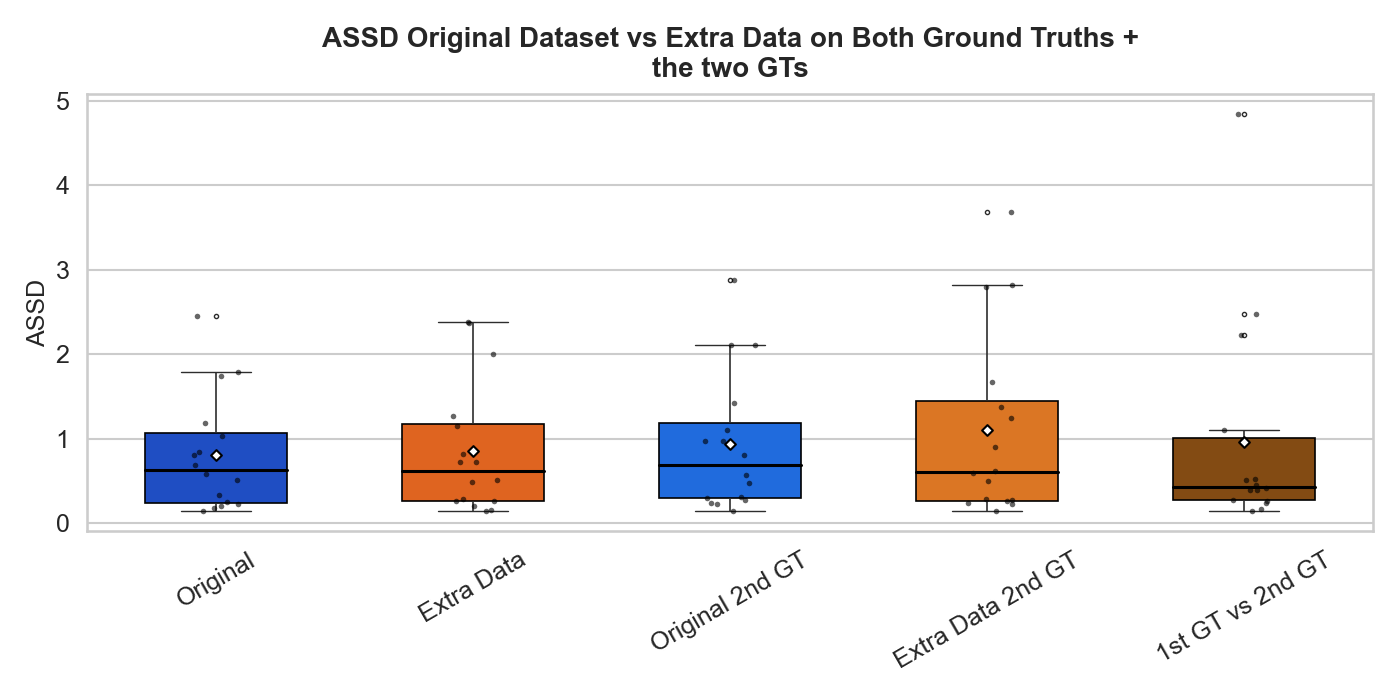 ASSD Original Dataset vs Extra Data on Both Ground Truths +
the two GTs
ASSD
5
4
3
2
1
0
Original
Extra Data
Original 2nd GT
Extra Data 2nd GT
1st GT vs 2nd GT